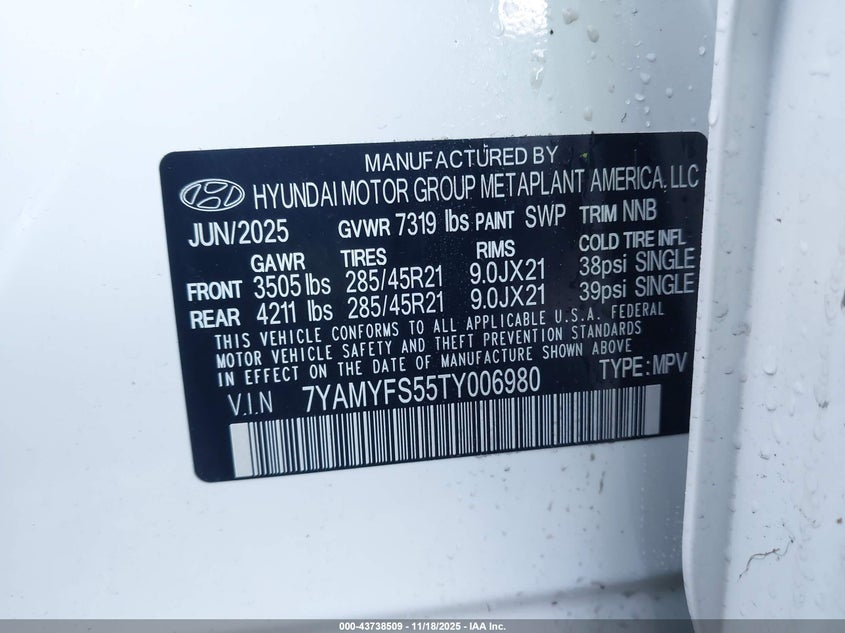 MANUFACTURED BY
HYUNDAI MOTOR GROUP METAPLANT AMERICA, LLC
JUN/2025 GVWR 7319 lbs PAINT SWP TRIM NNB
GAWR TIRES RIMS COLD TIRE INFL
FRONT 3505 lbs 285/45R21 9.0JX21 38psi SINGLE
REAR 4211 lbs 285/45R21 9.0JX21 39psi SINGLE
THIS VEHICLE CONFORMS TO ALL APPLICABLE U.S.A. FEDERAL
MOTOR VEHICLE SAFETY AND THEFT PREVENTION STANDARDS
IN EFFECT ON THE DATE OF MANUFACTURE SHOWN ABOVE
TYPE: MPV
V.I.N 7YAMYFS55TY006980
000-43738509 - 11/18/2025 - IAA Inc.